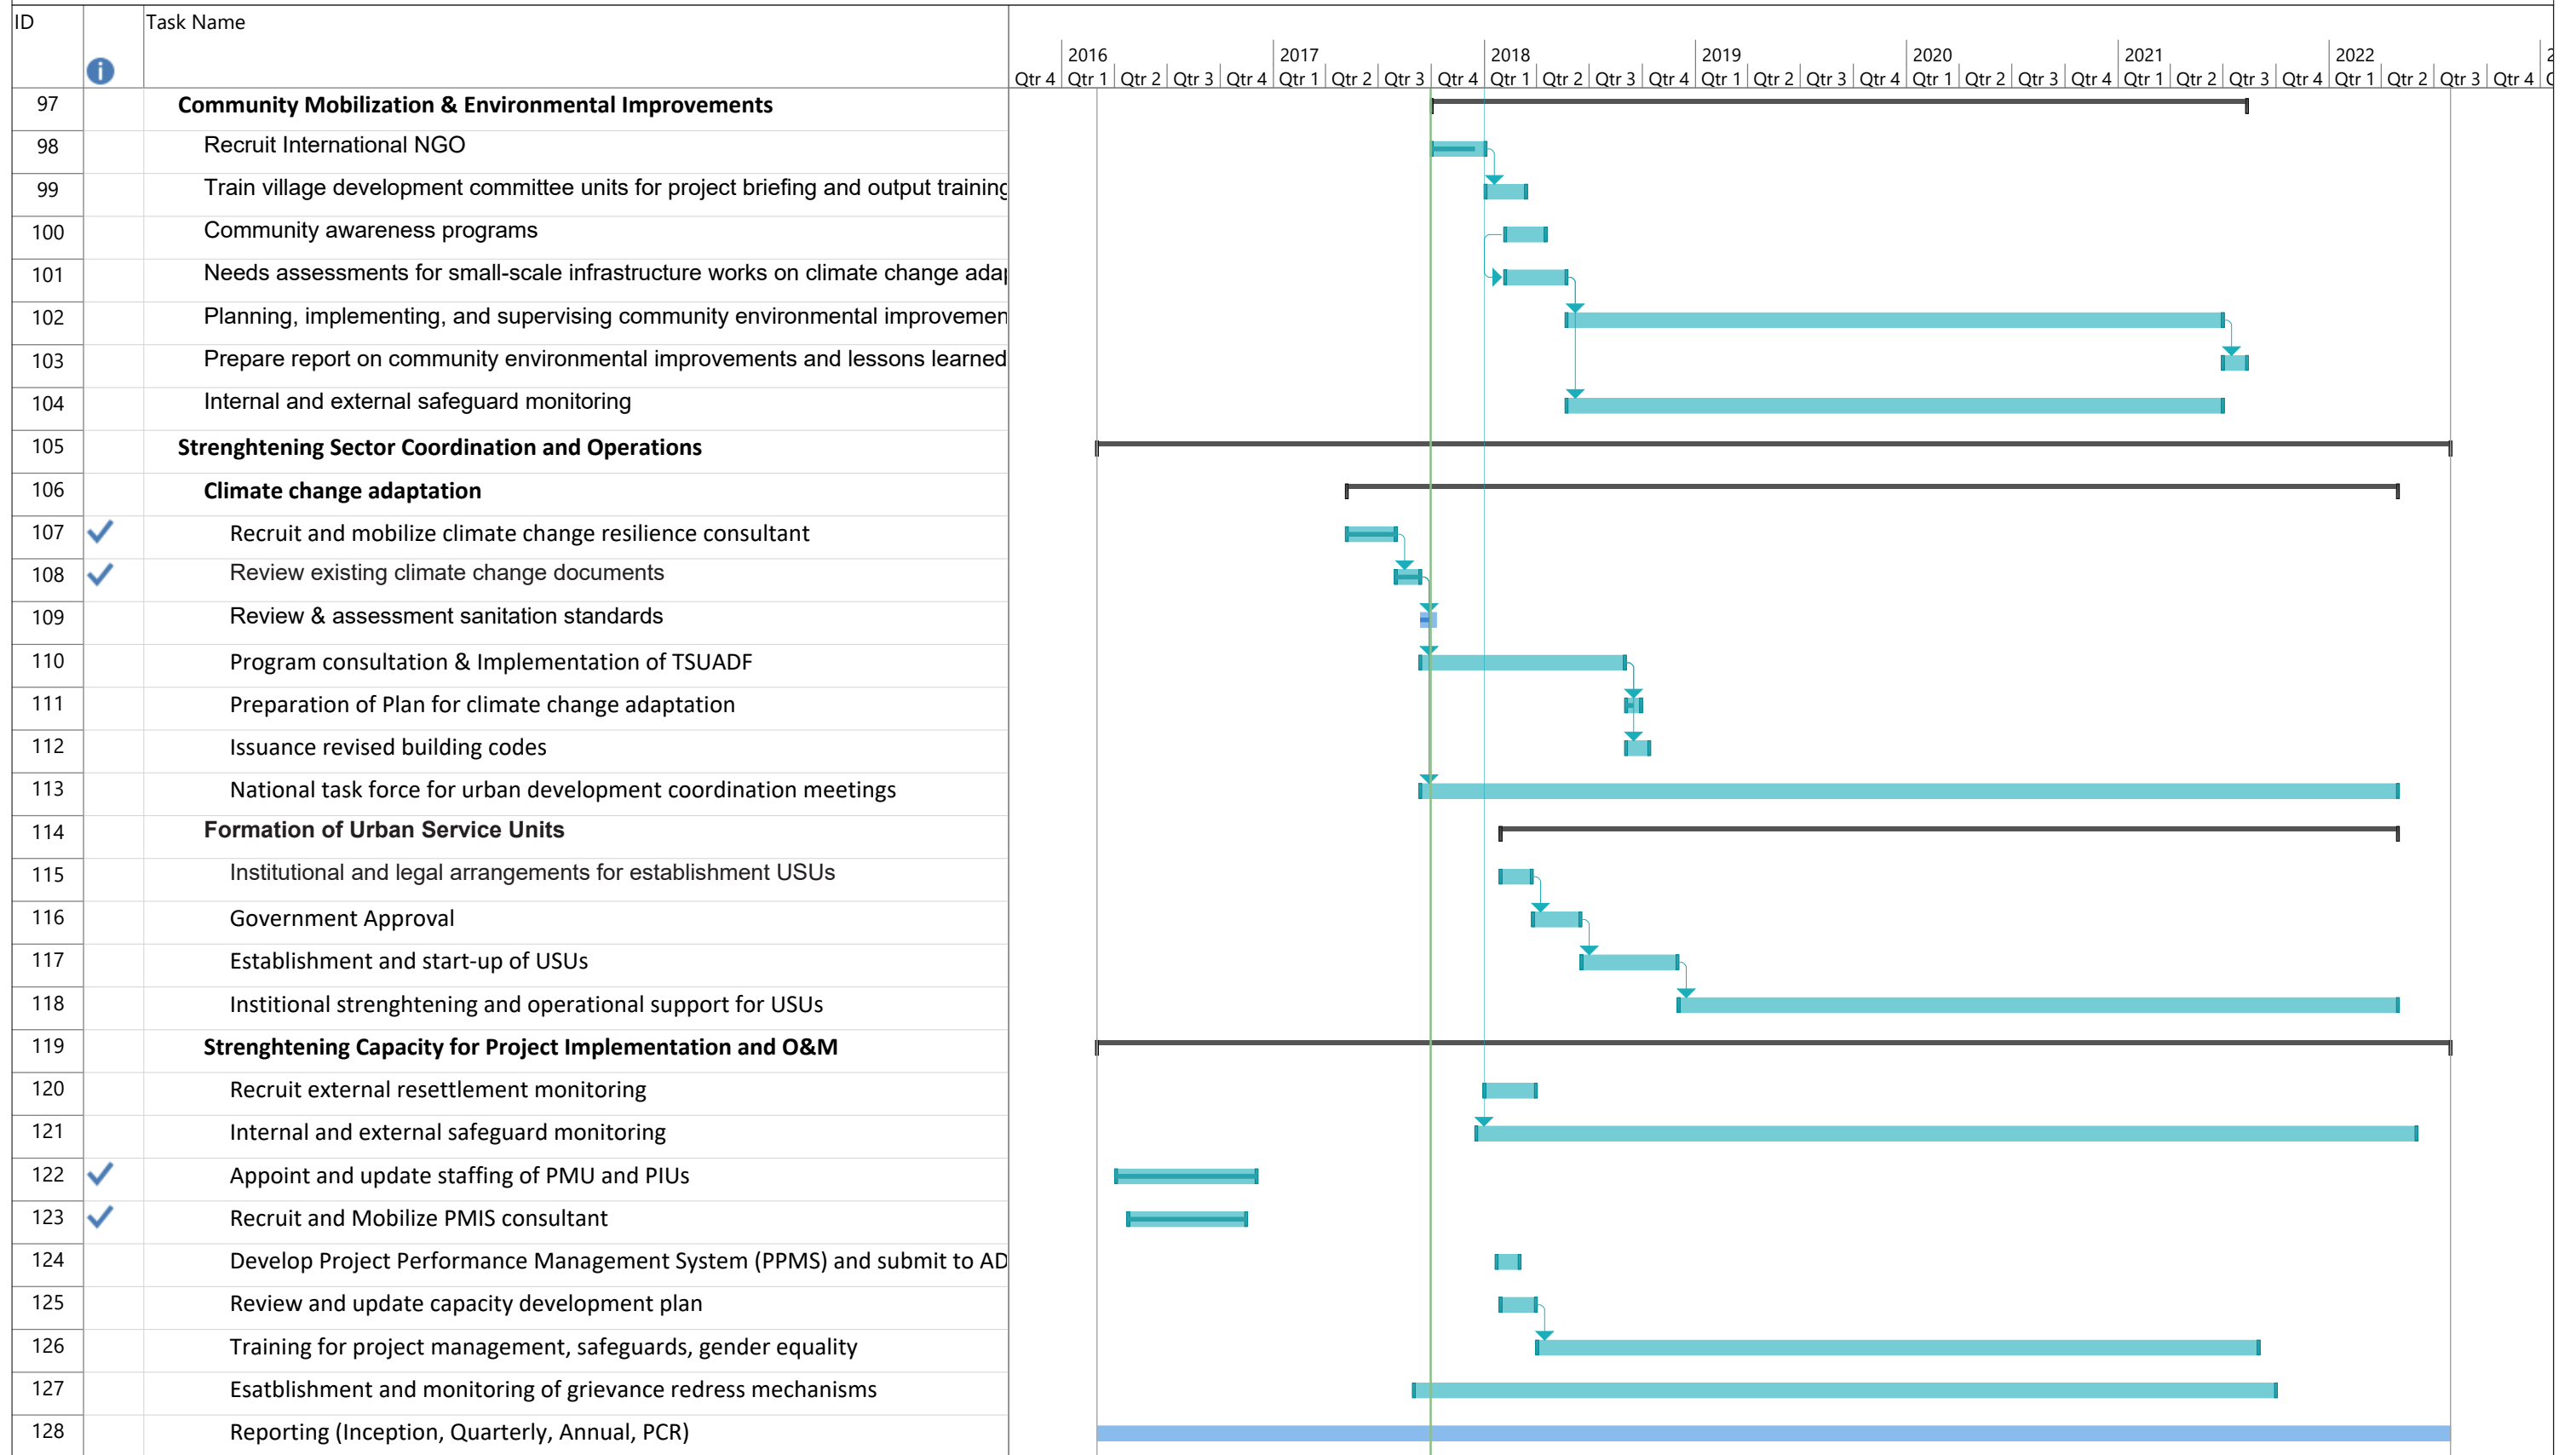 ID Task Name
2016 2017 2018 2019 2020 2021 2022 2
Qtr 4 Qtr 1 Qtr 2 Qtr 3 Qtr 4 Qtr 1 Qtr 2 Qtr 3 Qtr 4 Qtr 1 Qtr 2 Qtr 3 Qtr 4 Qtr 1 Qtr 2 Qtr 3 Qtr 4 Qtr 1 Qtr 2 Qtr 3 Qtr 4 Qtr 1 Qtr 2 Qtr 3 Qtr 4 Qtr 1 Qtr 2 Qtr 3 Qtr 4
97 Community Mobilization & Environmental Improvements
98 Recruit International NGO
99 Train village development committee units for project briefing and output training
100 Community awareness programs
101 Needs assessments for small-scale infrastructure works on climate change adap
102 Planning, implementing, and supervising community environmental improvemen
103 Prepare report on community environmental improvements and lessons learned
104 Internal and external safeguard monitoring
105 Strenghtening Sector Coordination and Operations
106 Climate change adaptation
107 Recruit and mobilize climate change resilience consultant
108 Review existing climate change documents
109 Review & assessment sanitation standards
110 Program consultation & Implementation of TSUADF
111 Preparation of Plan for climate change adaptation
112 Issuance revised building codes
113 National task force for urban development coordination meetings
114 Formation of Urban Service Units
115 Institutional and legal arrangements for establishment USUs
116 Government Approval
117 Establishment and start-up of USUs
118 Institional strenghtening and operational support for USUs
119 Strenghtening Capacity for Project Implementation and O&M
120 Recruit external resettlement monitoring
121 Internal and external safeguard monitoring
122 Appoint and update staffing of PMU and PIUs
123 Recruit and Mobilize PMIS consultant
124 Develop Project Performance Management System (PPMS) and submit to AD
125 Review and update capacity development plan
126 Training for project management, safeguards, gender equality
127 Esatblishment and monitoring of grievance redress mechanisms
128 Reporting (Inception, Quarterly, Annual, PCR)